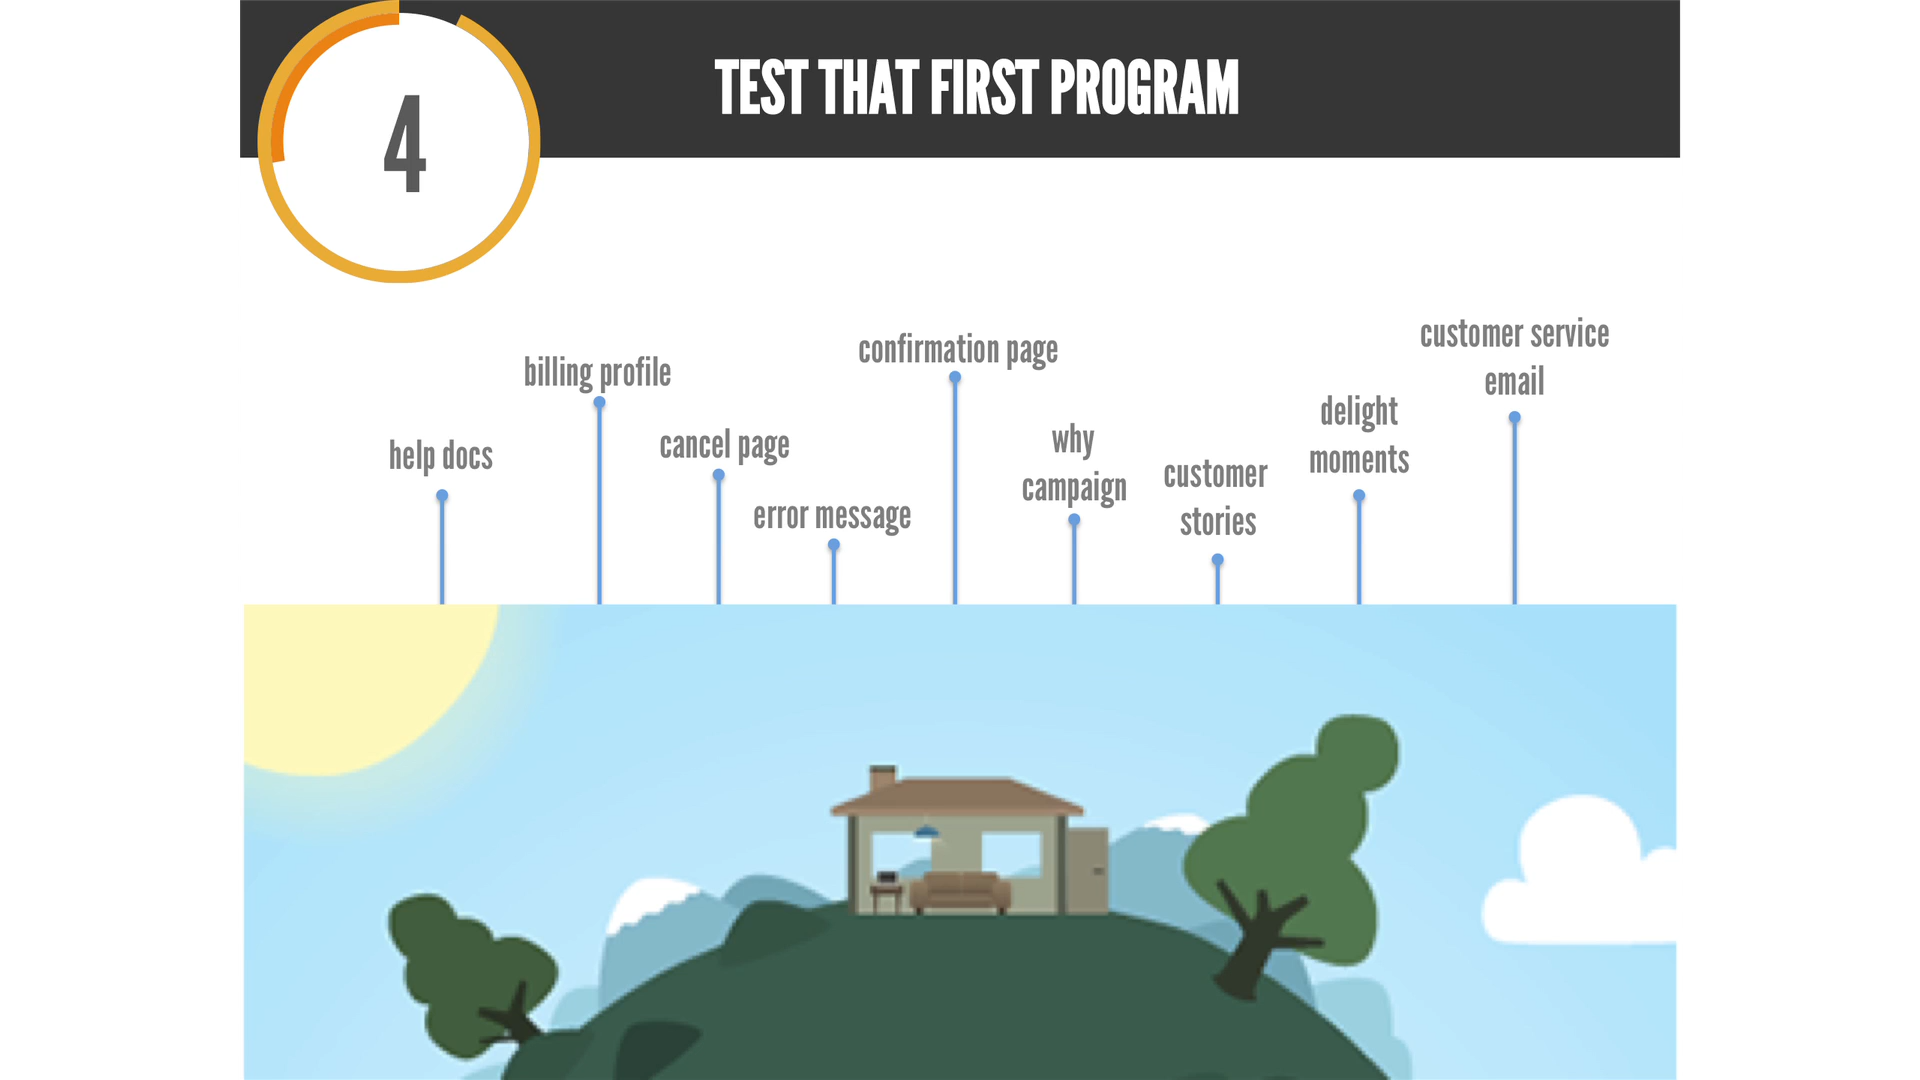 4
TEST THAT FIRST PROGRAM
help docs
billing profile
cancel page
error message
confirmation page
why
campaign
customer
stories
delight
moments
customer service
email